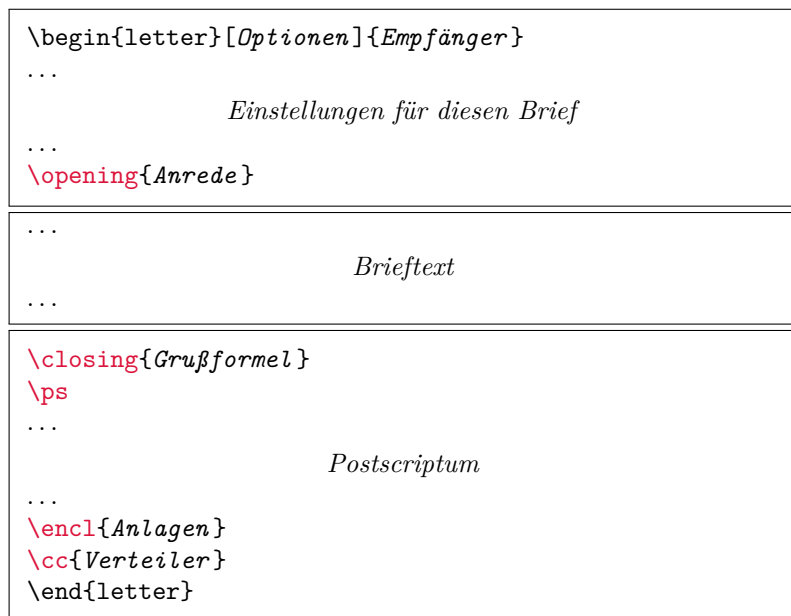 \begin{letter}[Optionen]{Empfänger}
...
Einstellungen für diesen Brief
...
\opening{Anrede}
...
Brieftext
...
\closing{Grußformel}
\ps
...
Postscriptum
...
\encl{Anlagen}
\cc{Verteiler}
\end{letter}